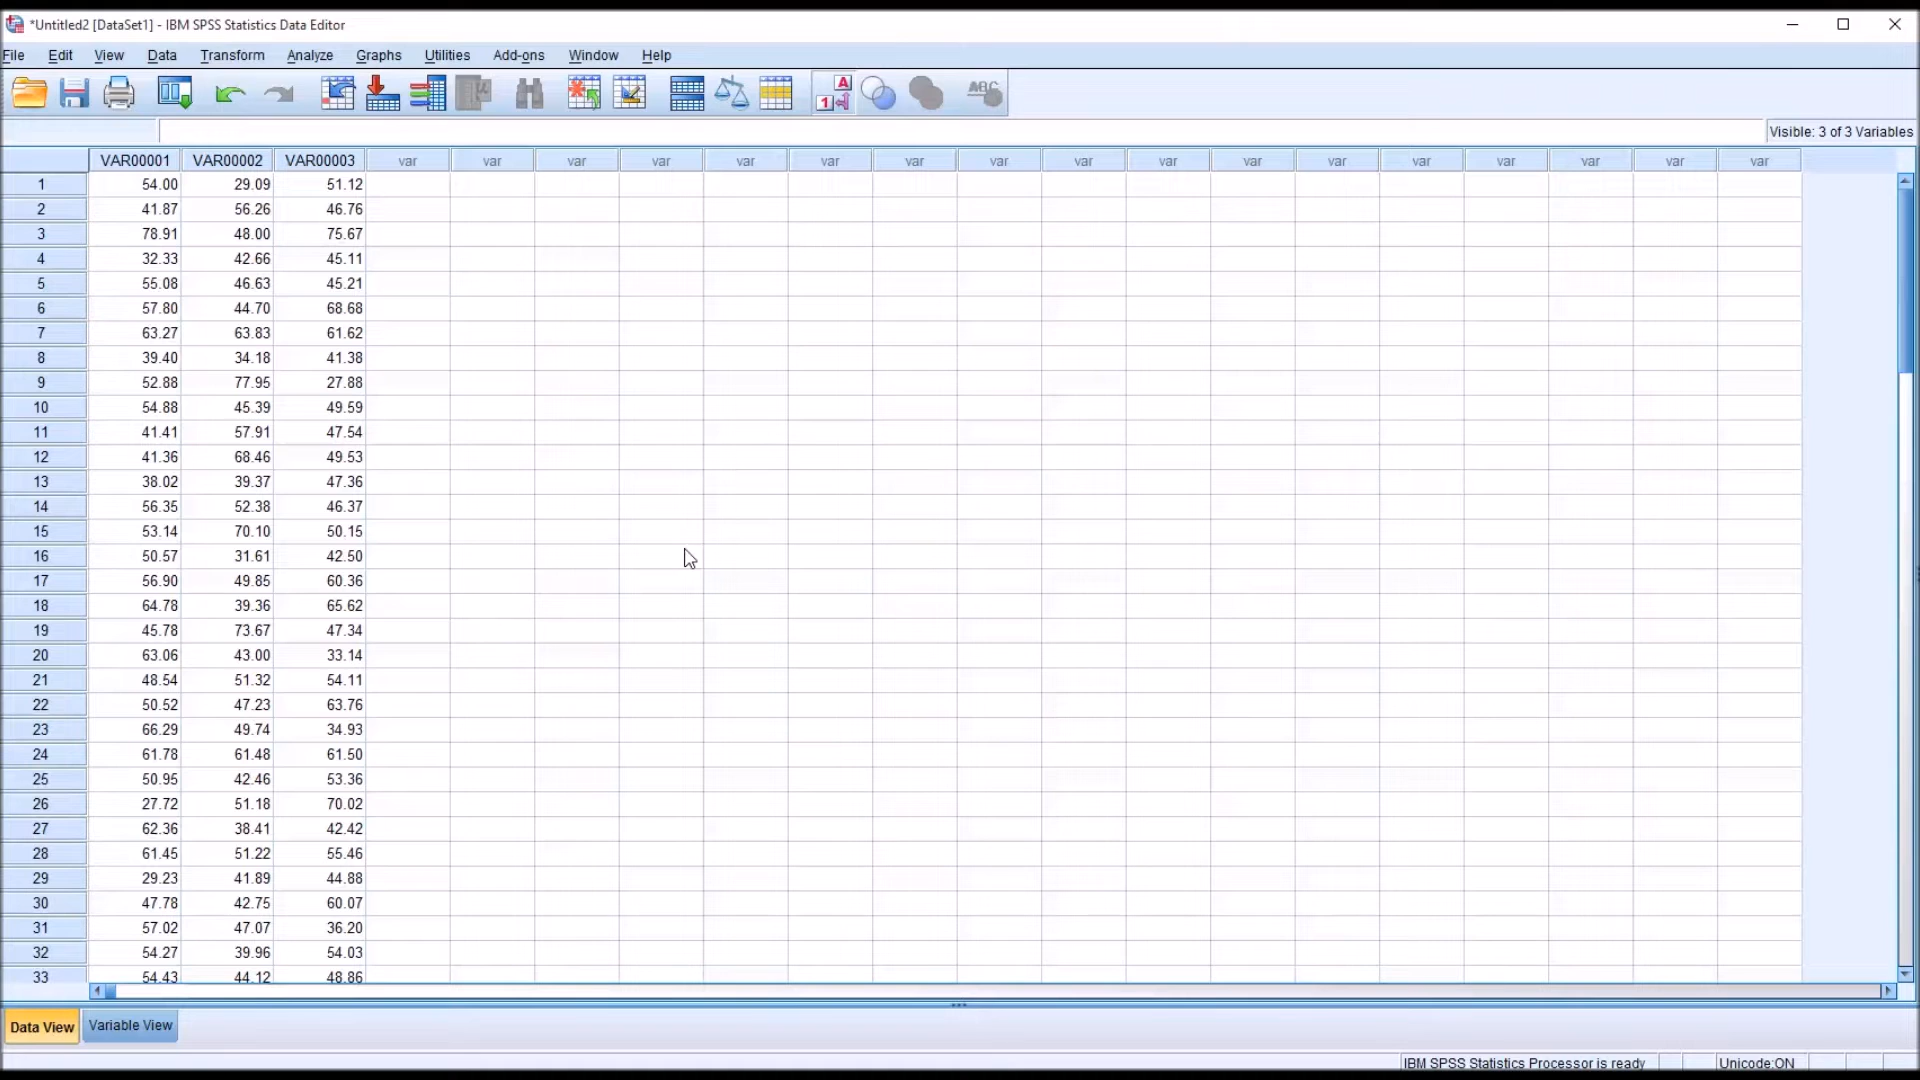 *Untitled2 [DataSet1] - IBM SPSS Statistics Data Editor
File Edit View Data Transform Analyze Graphs Utilities Add-ons Window Help
A
1
ABC
Visible: 3 of 3 Variables
VAR00001 VAR00002 VAR00003 var var var var var var var var var var var var var var var var var
1 54.00 29.09 51.12
2 41.87 56.26 46.76
3 78.91 48.00 75.67
4 32.33 42.66 45.11
5 55.08 46.63 45.21
6 57.80 44.70 68.68
7 63.27 63.83 61.62
8 39.40 34.18 41.38
9 52.88 77.95 27.88
10 54.88 45.39 49.59
11 41.41 57.91 47.54
12 41.36 68.46 49.53
13 38.02 39.37 47.36
14 56.35 52.38 46.37
15 53.14 70.10 50.15
16 50.57 31.61 42.50
17 56.90 49.85 60.36
18 64.78 39.36 65.62
19 45.78 73.67 47.34
20 63.06 43.00 33.14
21 48.54 51.32 54.11
22 50.52 47.23 63.76
23 66.29 49.74 34.93
24 61.78 61.48 61.50
25 50.95 42.46 53.36
26 27.72 51.18 70.02
27 62.36 38.41 42.42
28 61.45 51.22 55.46
29 29.23 41.89 44.88
30 47.78 42.75 60.07
31 57.02 47.07 36.20
32 54.27 39.96 54.03
33 54.43 44.12 48.86
Data View Variable View
IBM SPSS Statistics Processor is ready Unicode:ON